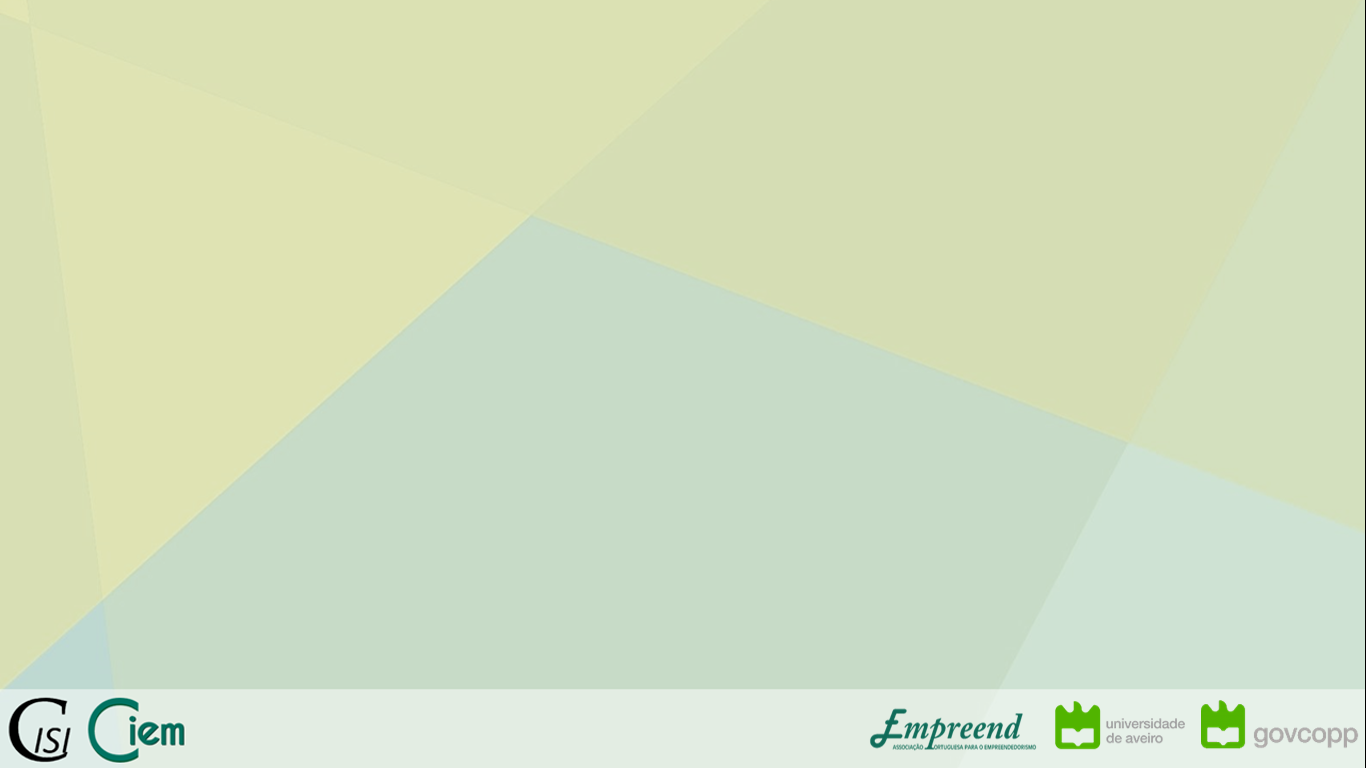 CISI
Ciem
Empreend
ASSOCIAÇÃO PORTUGUESA PARA O EMPREENDEDORISMO
universidade
de aveiro
govcopp